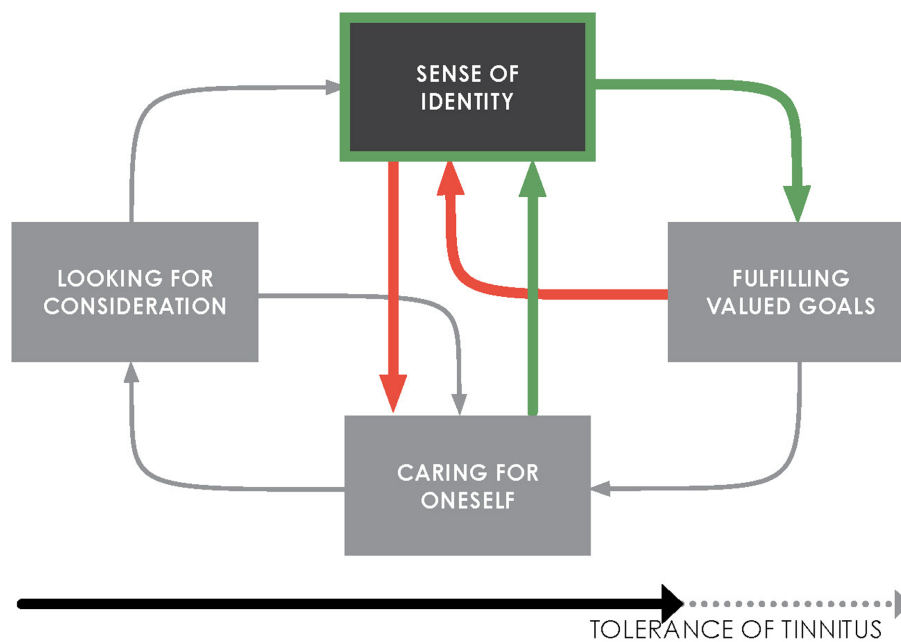 SENSE OF
IDENTITY
LOOKING FOR
CONSIDERATION
FULFILLING
VALUED GOALS
CARING FOR
ONESELF
TOLERANCE OF TINNITUS